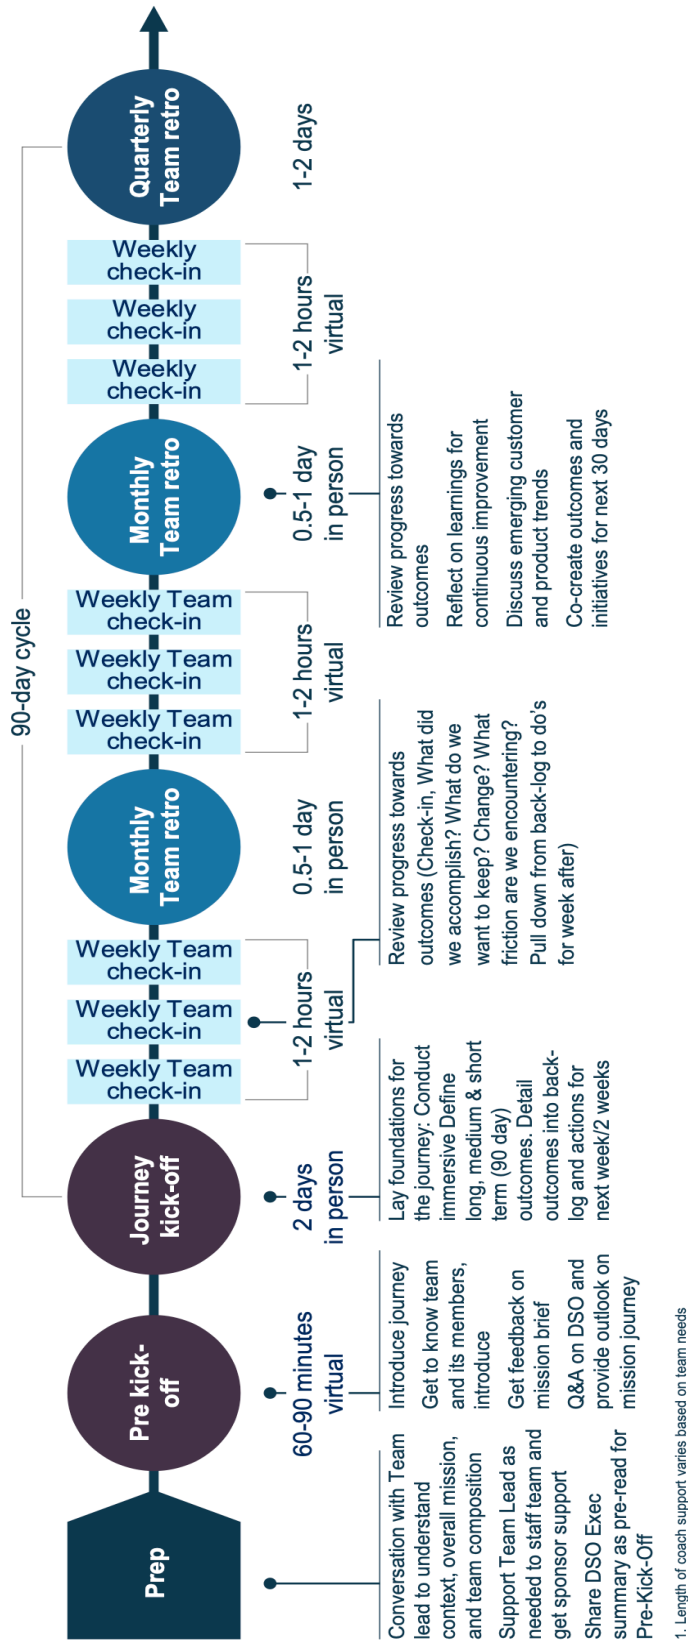 90-day cycle
Prep
Pre kick-
off
Journey
kick-off
Weekly Team
check-in
Weekly Team
check-in
Weekly Team
check-in
Monthly
Team retro
Weekly Team
check-in
Weekly Team
check-in
Weekly Team
check-in
Monthly
Team retro
Weekly
check-in
Weekly
check-in
Weekly
check-in
Quarterly
Team retro
60-90 minutes
virtual
2 days
in person
1-2 hours
virtual
0.5-1 day
in person
1-2 hours
virtual
0.5-1 day
in person
1-2 hours
virtual
1-2 days
Conversation with Team
lead to understand
context, overall mission,
and team composition
Support Team Lead as
needed to staff team and
get sponsor support
Share DSO Exec
summary as pre-read for
Pre-Kick-Off
Introduce journey
Get to know team
and its members,
introduce
Get feedback on
mission brief
Q&A on DSO and
provide outlook on
mission journey
Lay foundations for
the journey: Conduct
immersive Define
long, medium & short
term (90 day)
outcomes. Detail
outcomes into back-
log and actions for
next week/2 weeks
Review progress towards
outcomes (Check-in, What did
we accomplish? What do we
want to keep? Change? What
friction are we encountering?
Pull down from back-log to do's
for week after)
Review progress towards
outcomes
Reflect on learnings for
continuous improvement
Discuss emerging customer
and product trends
Co-create outcomes and
initiatives for next 30 days
1. Length of coach support varies based on team needs